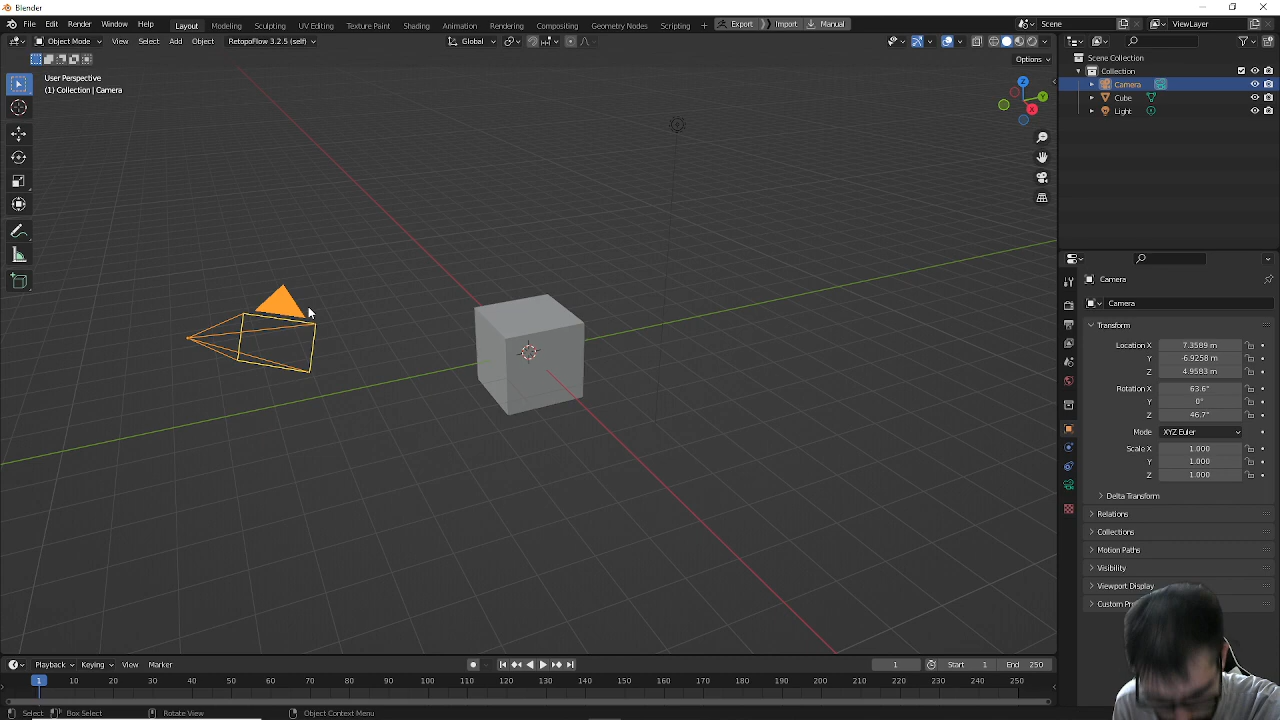 Blender
File Edit Render Window Help
Layout Modeling Sculpting UV Editing Texture Paint Shading Animation Rendering Compositing Geometry Nodes Scripting + Export Import Manual
Scene ViewLayer
Object Mode View Select Add Object RetopoFlow 3.2.5 (self) Global
Options
User Perspective
(1) Collection | Camera
Z
Y
X
Scene Collection
Collection
Camera
Cube
Light
Camera
Camera
Transform
Location X 7.3589 m
Y -6.9258 m
Z 4.9583 m
Rotation X 63.6°
Y 0°
Z 46.7°
Mode XYZ Euler
Scale X 1.000
Y 1.000
Z 1.000
Delta Transform
Relations
Collections
Motion Paths
Visibility
Viewport Display
Custom Pr
Playback Keying View Marker
1 Start 1 End 250
1 10 20 30 40 50 60 70 80 90 100 110 120 130 140 150 160 170 180 190 200 210 220 230 240 250
Select Box Select Rotate View Object Context Menu